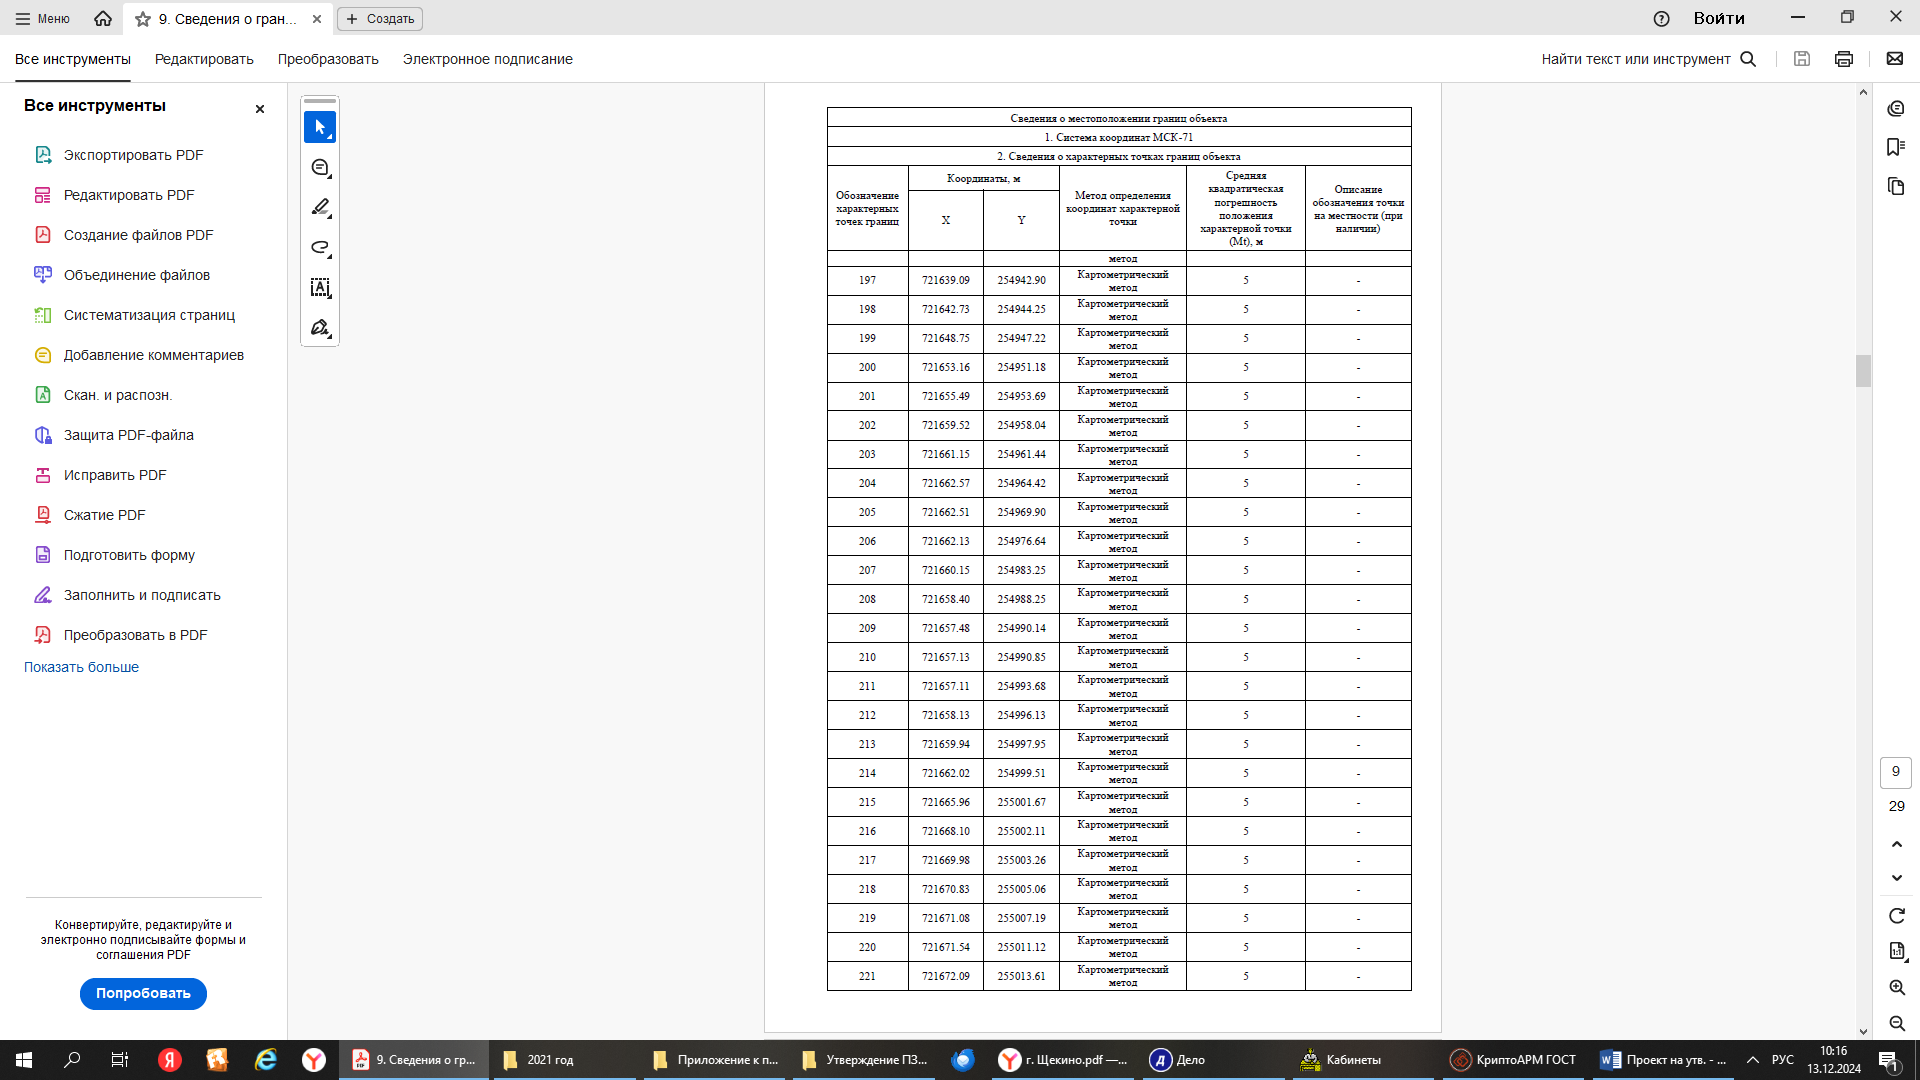 Меню
9. Сведения о гран...
Создать
Войти
Все инструменты
Редактировать
Преобразовать
Электронное подписание
Найти текст или инструмент
Все инструменты
Экспортировать PDF
Редактировать PDF
Создание файлов PDF
Объединение файлов
Систематизация страниц
Добавление комментариев
Скан. и распозн.
Защита PDF-файла
Исправить PDF
Сжатие PDF
Подготовить форму
Заполнить и подписать
Преобразовать в PDF
Показать больше
Конвертируйте, редактируйте и
электронно подписывайте формы и
соглашения PDF
Попробовать
Сведения о местоположении границ объекта
1. Система координат МСК-71
2. Сведения о характерных точках границ объекта
Обозначение
характерных
точек границ
Координаты, м
X
Y
Метод определения
координат характерной
точки
Средняя
квадратическая
погрешность
положения
характерной точки
(Mt), м
Описание
обозначения точки
на местности (при
наличии)
метод
197 721639.09 254942.90 Картометрический метод 5 -
198 721642.73 254944.25 Картометрический метод 5 -
199 721648.75 254947.22 Картометрический метод 5 -
200 721653.16 254951.18 Картометрический метод 5 -
201 721655.49 254953.69 Картометрический метод 5 -
202 721659.52 254958.04 Картометрический метод 5 -
203 721661.15 254961.44 Картометрический метод 5 -
204 721662.57 254964.42 Картометрический метод 5 -
205 721662.51 254969.90 Картометрический метод 5 -
206 721662.13 254976.64 Картометрический метод 5 -
207 721660.15 254983.25 Картометрический метод 5 -
208 721658.40 254988.25 Картометрический метод 5 -
209 721657.48 254990.14 Картометрический метод 5 -
210 721657.13 254990.85 Картометрический метод 5 -
211 721657.11 254993.68 Картометрический метод 5 -
212 721658.13 254996.13 Картометрический метод 5 -
213 721659.94 254997.95 Картометрический метод 5 -
214 721662.02 254999.51 Картометрический метод 5 -
215 721665.96 255001.67 Картометрический метод 5 -
216 721668.10 255002.11 Картометрический метод 5 -
217 721669.98 255003.26 Картометрический метод 5 -
218 721670.83 255005.06 Картометрический метод 5 -
219 721671.08 255007.19 Картометрический метод 5 -
220 721671.54 255011.12 Картометрический метод 5 -
221 721672.09 255013.61 Картометрический метод 5 -
9
29
9. Сведения о гр...
2021 год
Приложение к п...
Утверждение ПЗ...
г. Щекино.pdf —...
Дело
Кабинеты
КриптоАРМ ГОСТ
Проект на утв. - ...
РУС
10:16
13.12.2024
1